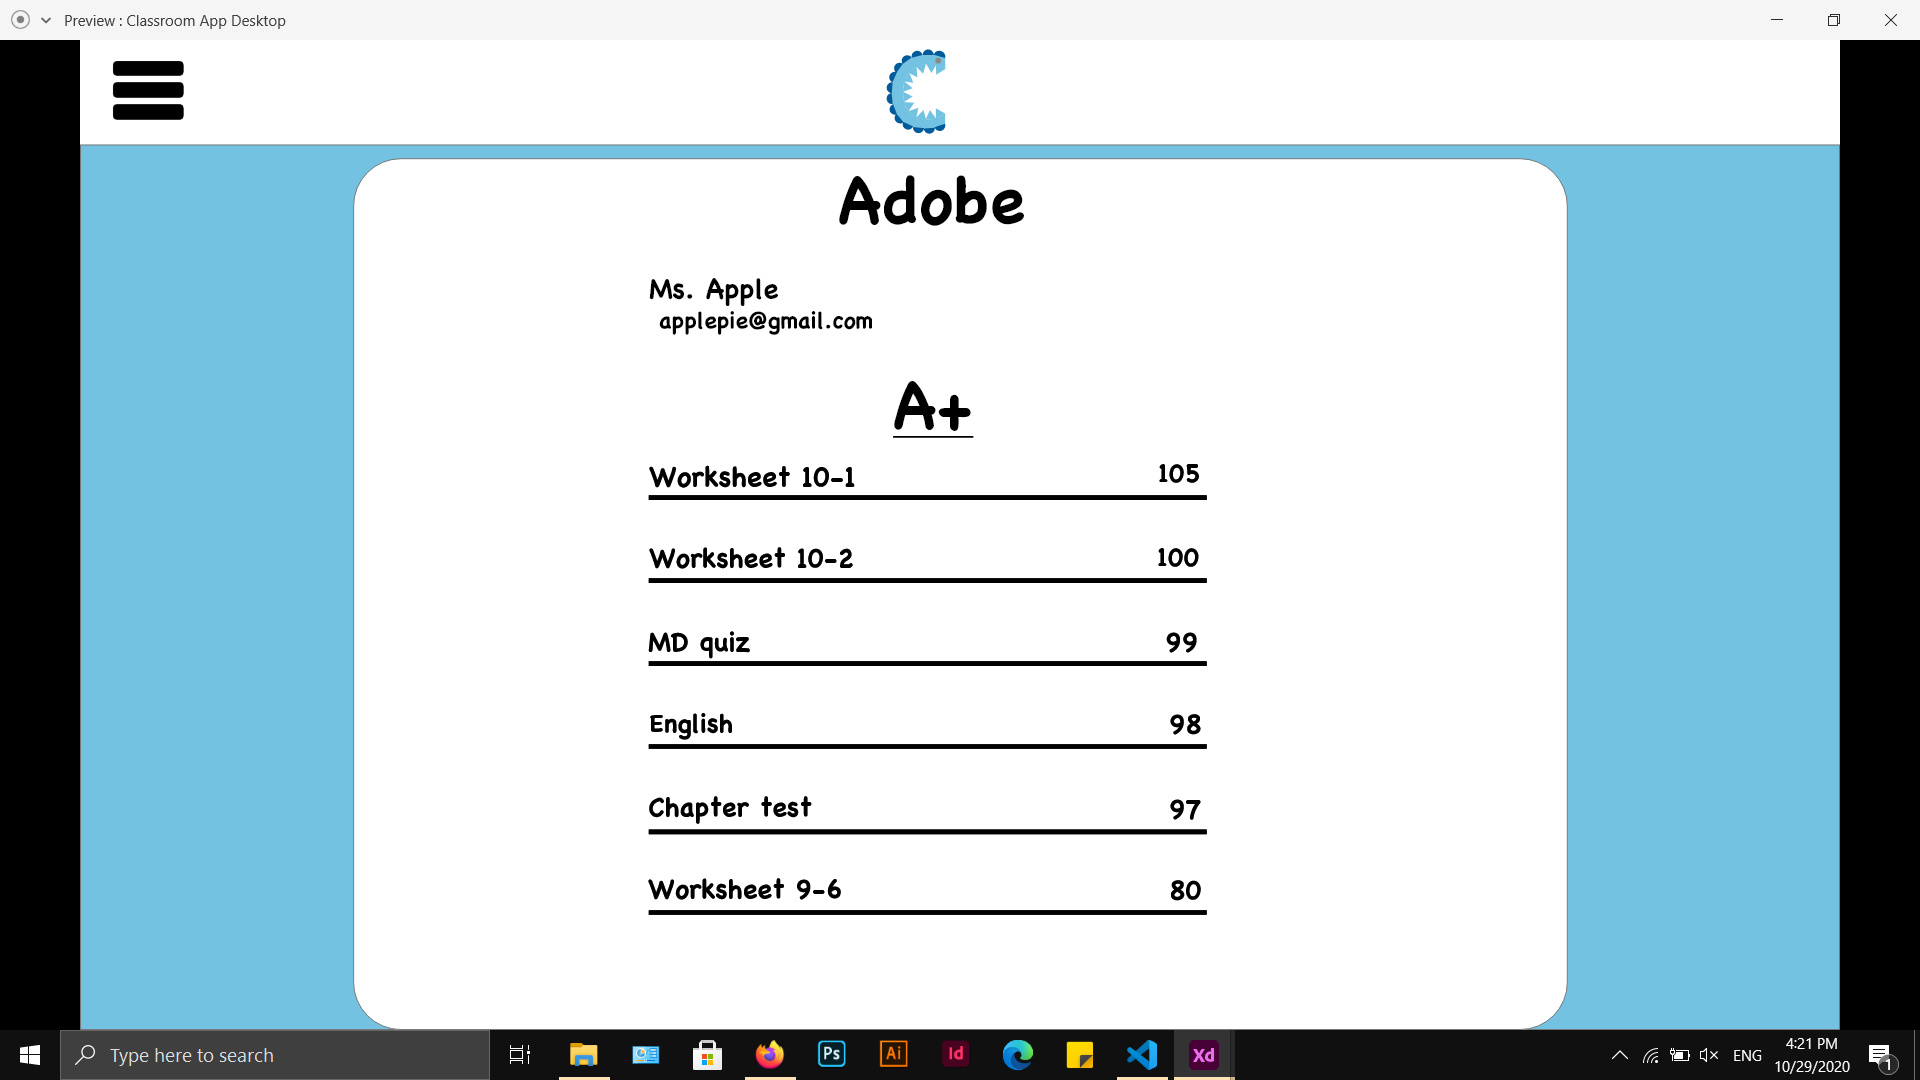 Preview : Classroom App Desktop
Adobe
Ms. Apple
applepie@gmail.com
A+
Worksheet 10-1 105
Worksheet 10-2 100
MD quiz 99
English 98
Chapter test 97
Worksheet 9-6 80
Type here to search
Ps
Ai
Id
Xd
ENG
4:21 PM
10/29/2020
1